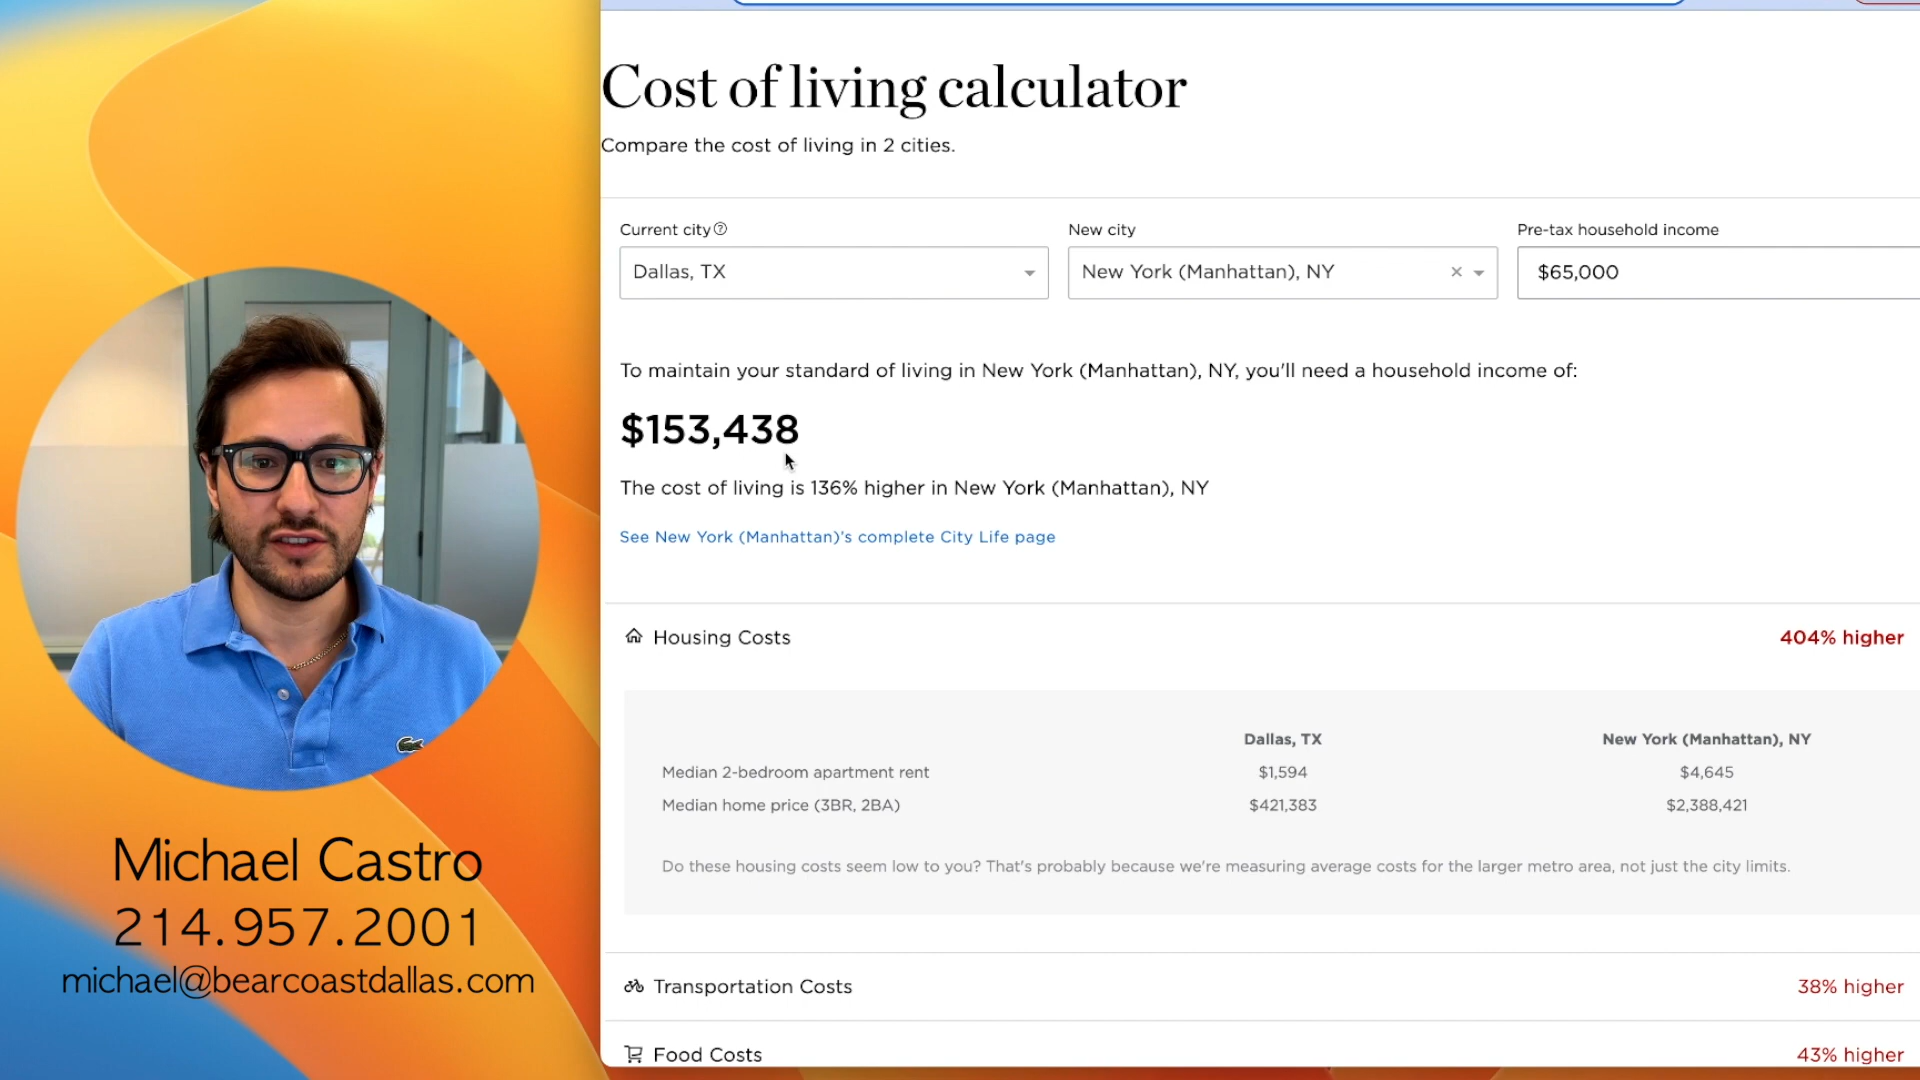 Cost of living calculator
Compare the cost of living in 2 cities.
Current city ?
New city
Pre-tax household income
Dallas, TX
New York (Manhattan), NY ×
$65,000
To maintain your standard of living in New York (Manhattan), NY, you'll need a household income of:
$153,438
The cost of living is 136% higher in New York (Manhattan), NY
See New York (Manhattan)'s complete City Life page
Housing Costs 404% higher
Dallas, TX New York (Manhattan), NY
Median 2-bedroom apartment rent $1,594 $4,645
Median home price (3BR, 2BA) $421,383 $2,388,421
Do these housing costs seem low to you? That's probably because we're measuring average costs for the larger metro area, not just the city limits.
Transportation Costs 38% higher
Food Costs 43% higher
Michael Castro
214.957.2001
michael@bearcoastdallas.com